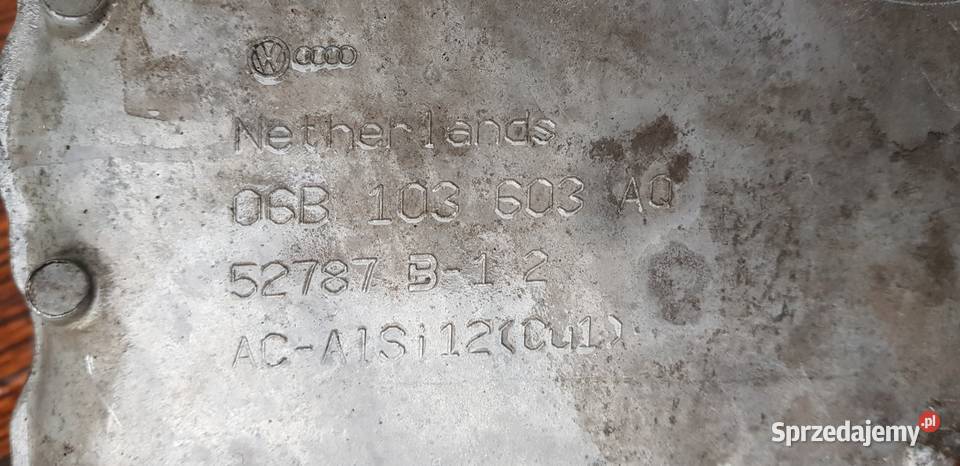 Netherlands
06B 103 603 AQ
52787 B-1 2
AC-AlSi12(Cu1)
Sprzedajemy.pl